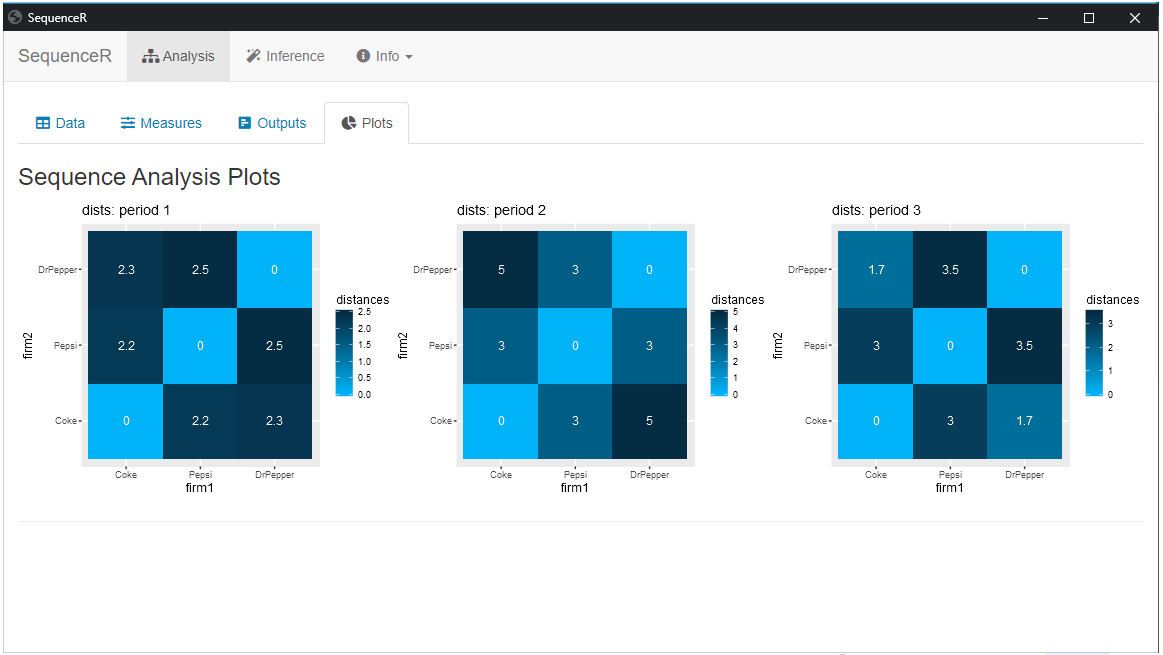 SequenceR
SequenceR Analysis Inference Info
Data Measures Outputs Plots
Sequence Analysis Plots
dists: period 1
firm2
DrPepper 2.3 2.5 0
Pepsi 2.2 0 2.5
Coke 0 2.2 2.3
Coke Pepsi DrPepper
firm1
distances
2.5
2.0
1.5
1.0
0.5
0.0
dists: period 2
firm2
DrPepper 5 3 0
Pepsi 3 0 3
Coke 0 3 5
Coke Pepsi DrPepper
firm1
distances
5
4
3
2
1
0
dists: period 3
firm2
DrPepper 1.7 3.5 0
Pepsi 3 0 3.5
Coke 0 3 1.7
Coke Pepsi DrPepper
firm1
distances
3
2
1
0